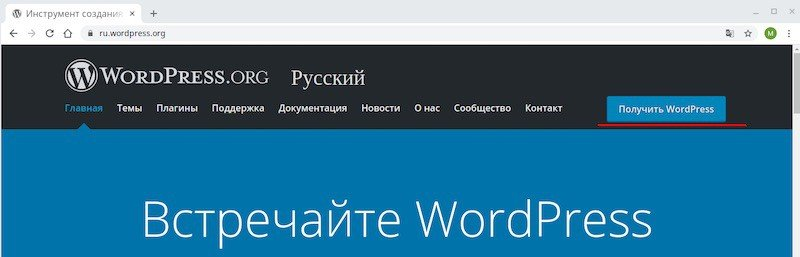 Инструмент создания
ru.wordpress.org
M
WORDPRESS.ORG Русский
Главная Темы Плагины Поддержка Документация Новости О нас Сообщество Контакт Получить WordPress
Встречайте WordPress